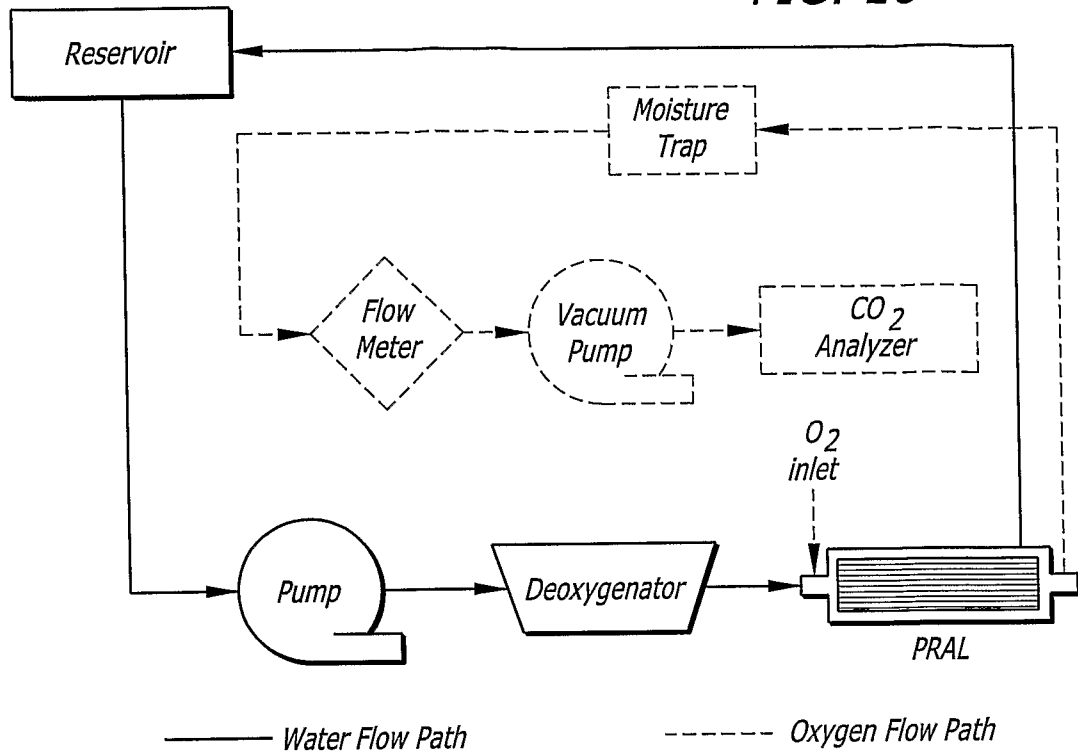 Reservoir
Moisture
Trap
Flow
Meter
Vacuum
Pump
CO2
Analyzer
O2
inlet
Pump
Deoxygenator
PRAL
Water Flow Path
Oxygen Flow Path